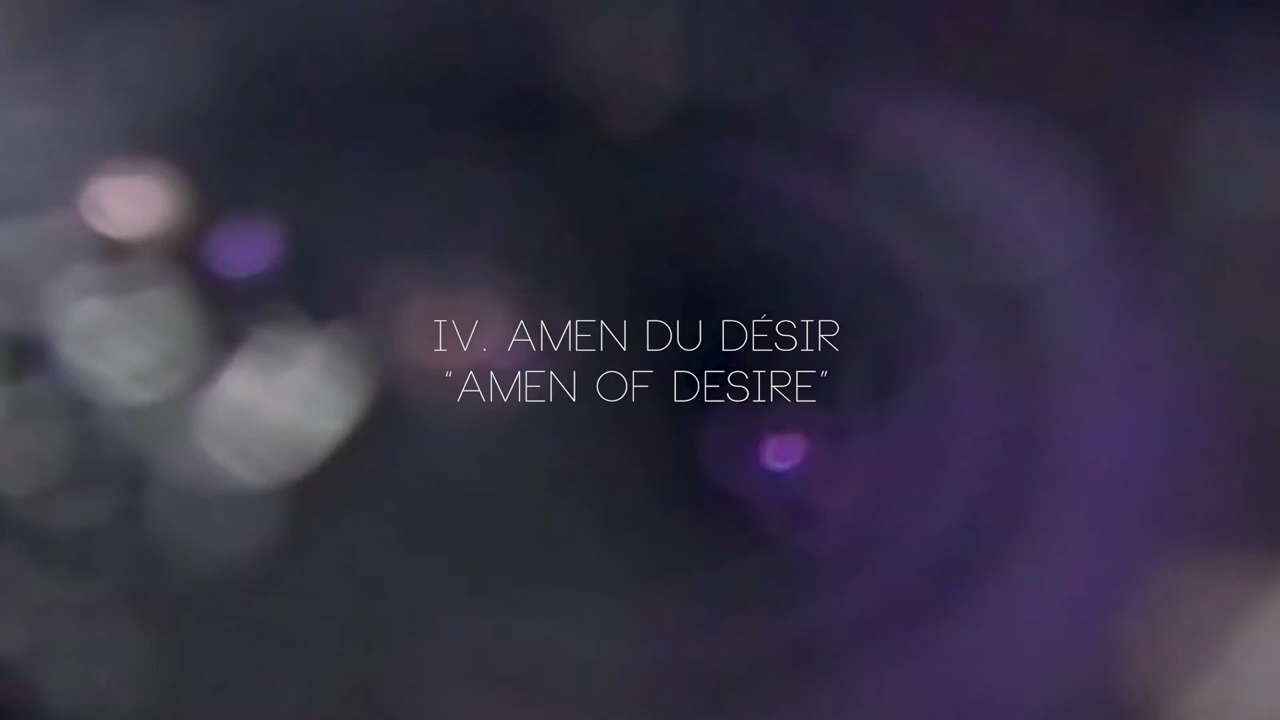 IV. AMEN DU DÉSIR
“AMEN OF DESIRE”